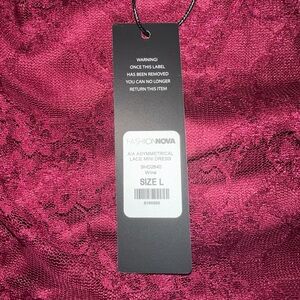 WARNING!
ONCE THIS LABEL
HAS BEEN REMOVED
YOU CAN NO LONGER
RETURN THIS ITEM
FASHIONNOVA
A/A ASYMMETRICAL
LACE MINI DRESS
Wine
SIZE L